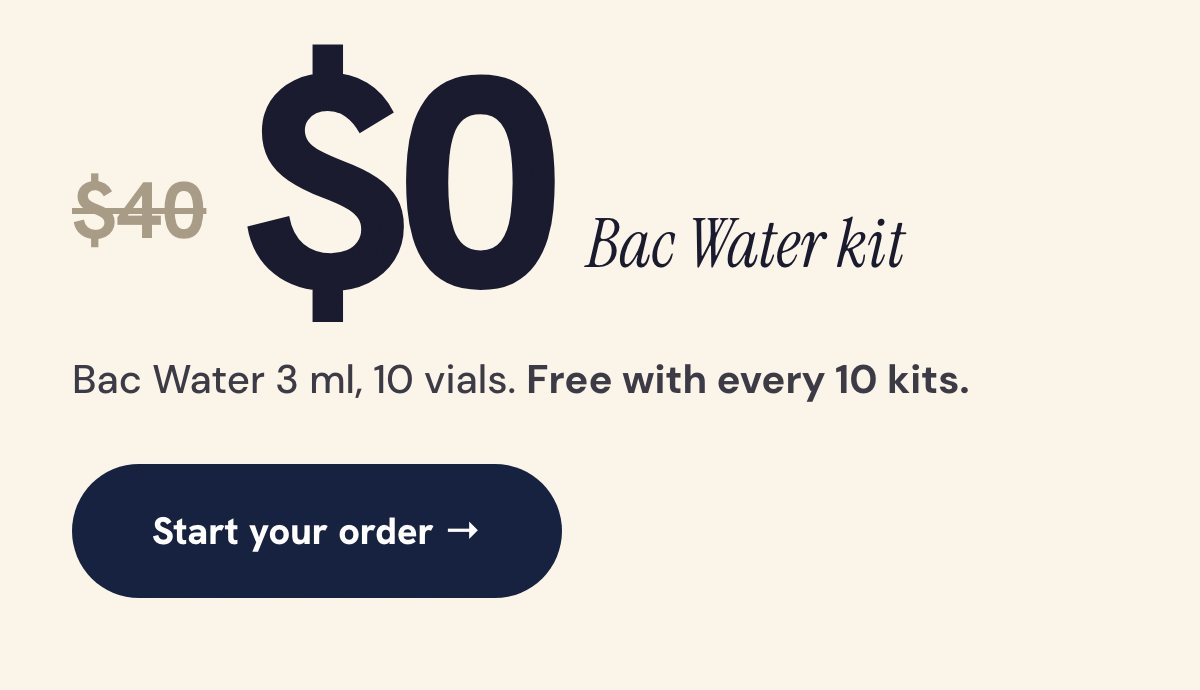 $40 $0 Bac Water kit
Bac Water 3 ml, 10 vials. Free with every 10 kits.
Start your order →